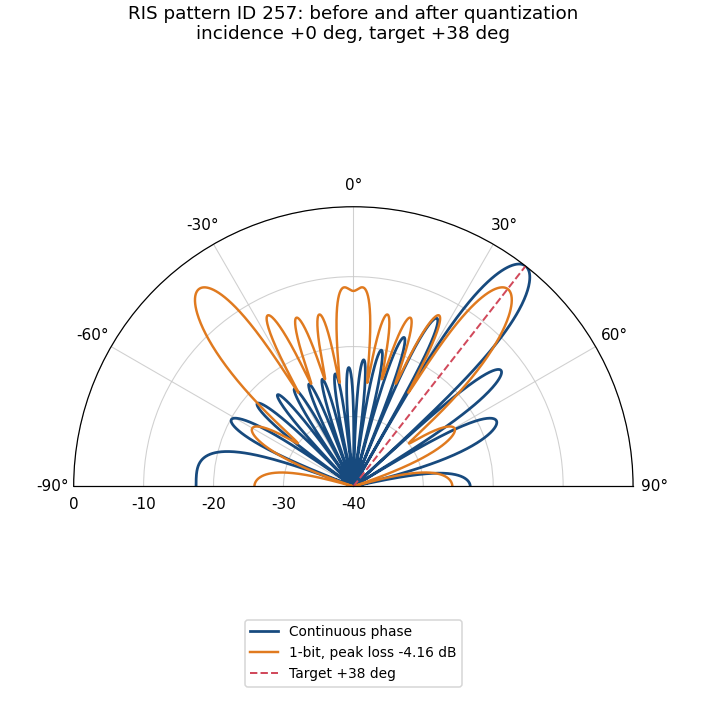 RIS pattern ID 257: before and after quantization
incidence +0 deg, target +38 deg
0°
-30°
30°
-60°
60°
-90°
90°
0
-10
-20
-30
-40
Continuous phase
1-bit, peak loss -4.16 dB
Target +38 deg